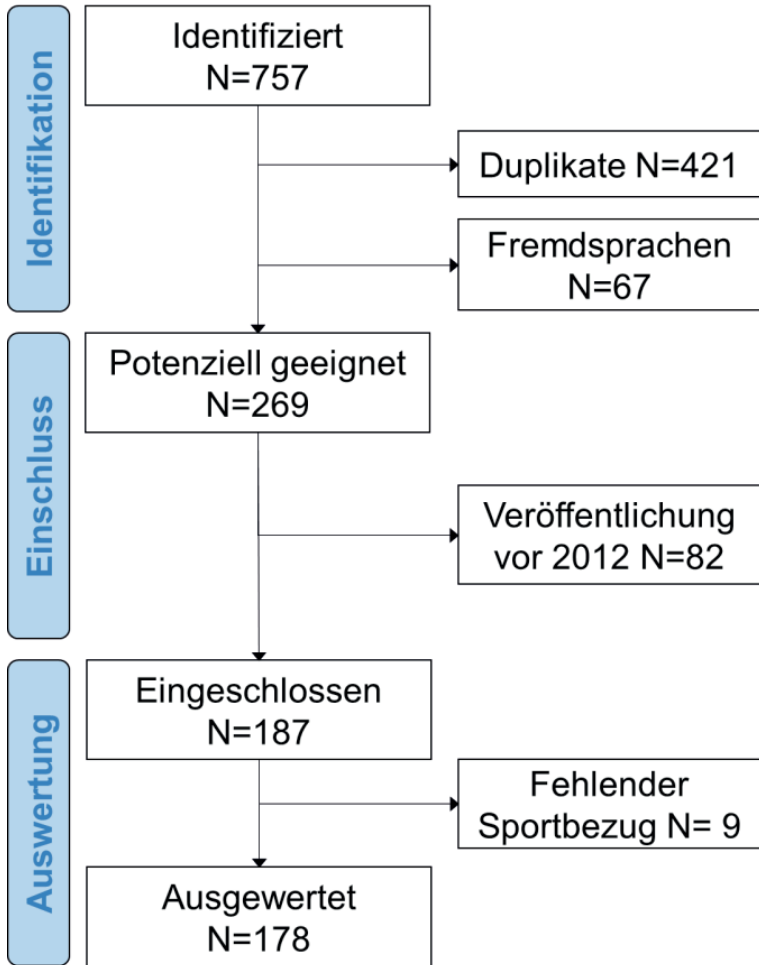 Identifikation
Identifiziert
N=757
Duplikate N=421
Fremdsprachen
N=67
Einschluss
Potenziell geeignet
N=269
Veröffentlichung
vor 2012 N=82
Auswertung
Eingeschlossen
N=187
Fehlender
Sportbezug N= 9
Ausgewertet
N=178